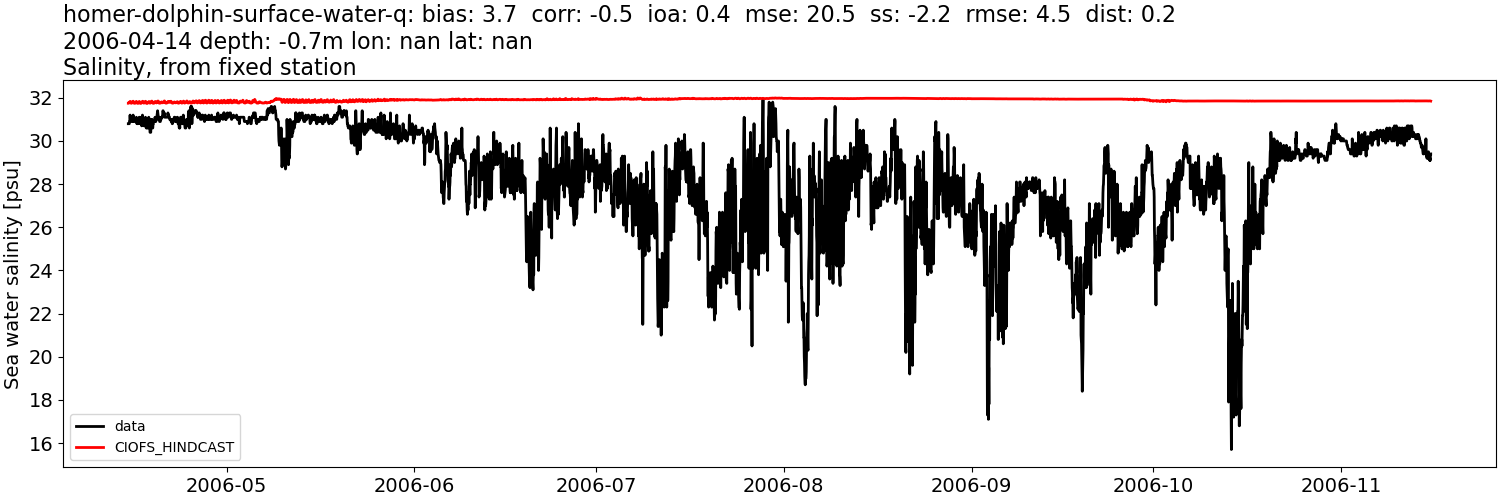 homer-dolphin-surface-water-q: bias: 3.7  corr: -0.5  ioa: 0.4  mse: 20.5  ss: -2.2  rmse: 4.5  dist: 0.2
2006-04-14 depth: -0.7m lon: nan lat: nan
Salinity, from fixed station
Sea water salinity [psu]
32
30
28
26
24
22
20
18
16
data
CIOFS_HINDCAST
2006-05
2006-06
2006-07
2006-08
2006-09
2006-10
2006-11